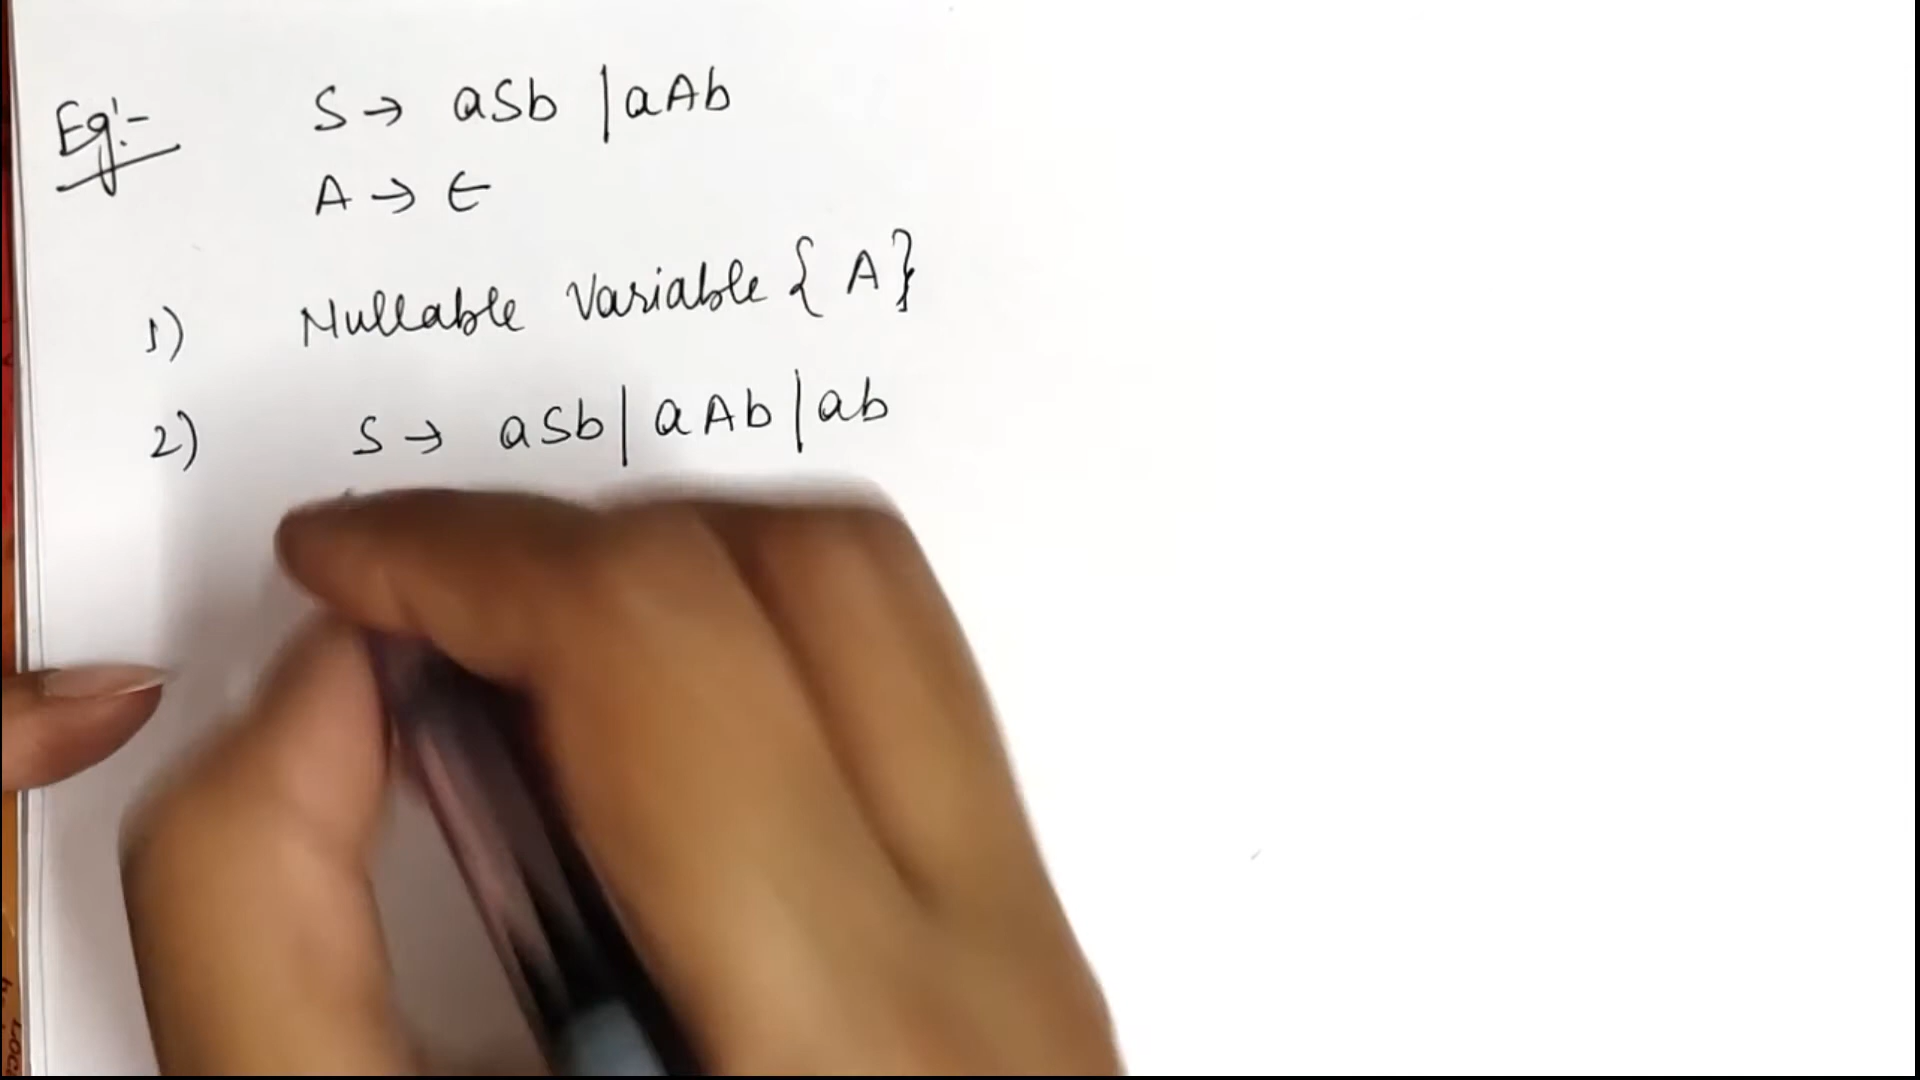 Eg:- S → aSb | aAb
A → ϵ
1) Nullable Variable { A }
2) S → aSb | aAb | ab